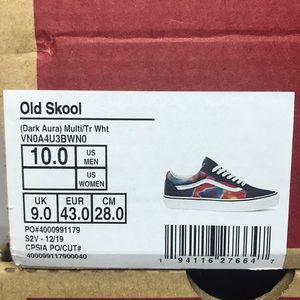 Old Skool
(Dark Aura) Multi/Tr Wht
VN0A4U3BWN0
10.0 US MEN
US WOMEN
UK 9.0 EUR 43.0 CM 28.0
PO#4000991179
S2V - 12/19
CPSIA PO/CUT#
400099117900040
1 94116 27664 7